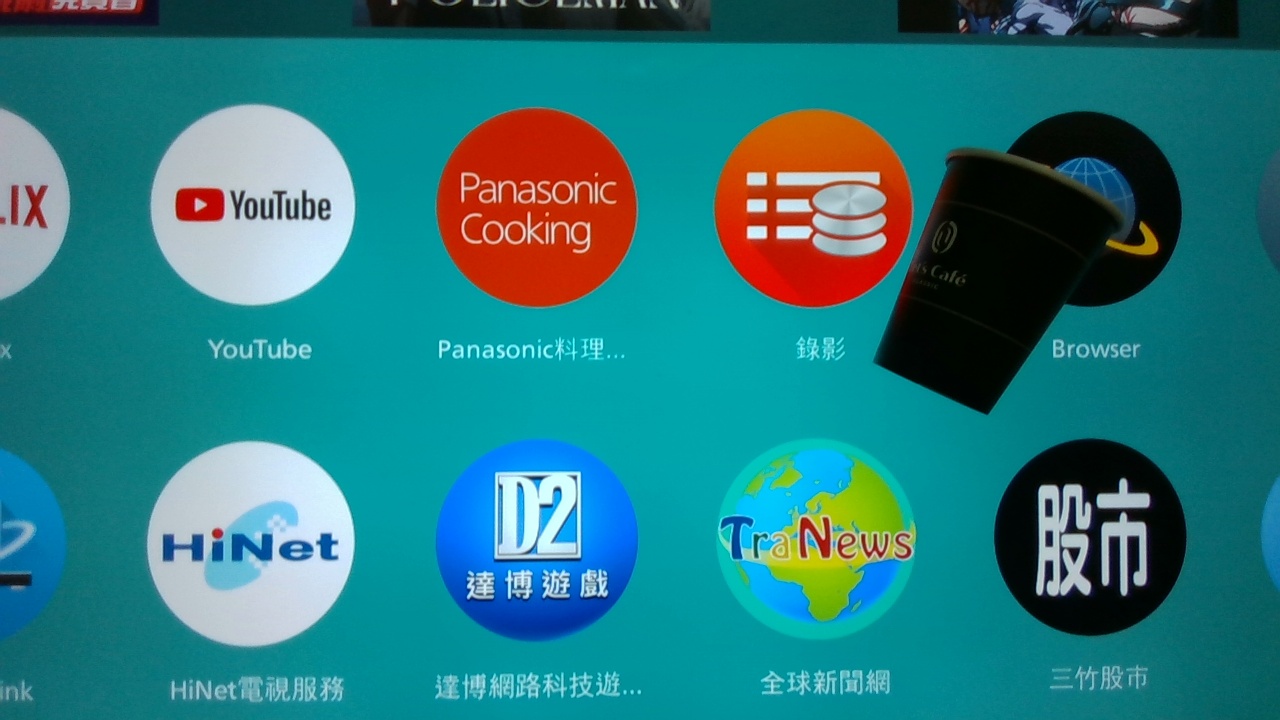 POLICEMAN
LIX
YouTube
Panasonic
Cooking
's Café
x
YouTube
Panasonic料理...
錄影
Browser
HiNet
D2
達博遊戲
TraNews
股市
ink
HiNet電視服務
達博網路科技遊...
全球新聞網
三竹股市